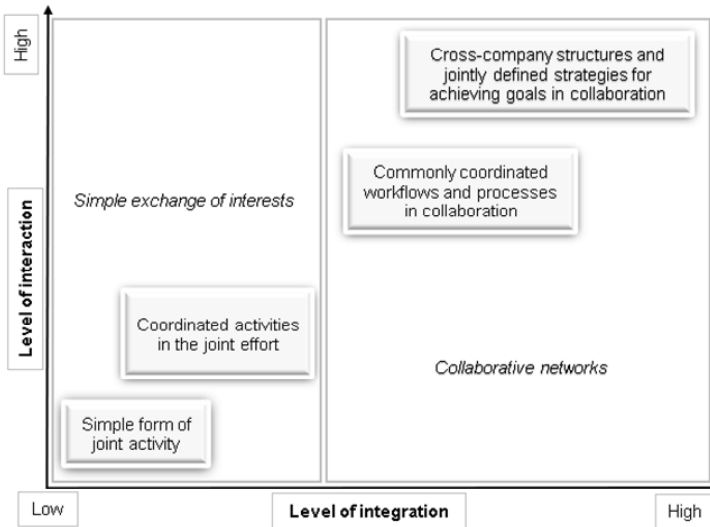 High
Cross-company structures and
jointly defined strategies for
achieving goals in collaboration
Commonly coordinated
workflows and processes
in collaboration
Simple exchange of interests
Level of interaction
Coordinated activities
in the joint effort
Collaborative networks
Simple form of
joint activity
Low
Level of integration
High